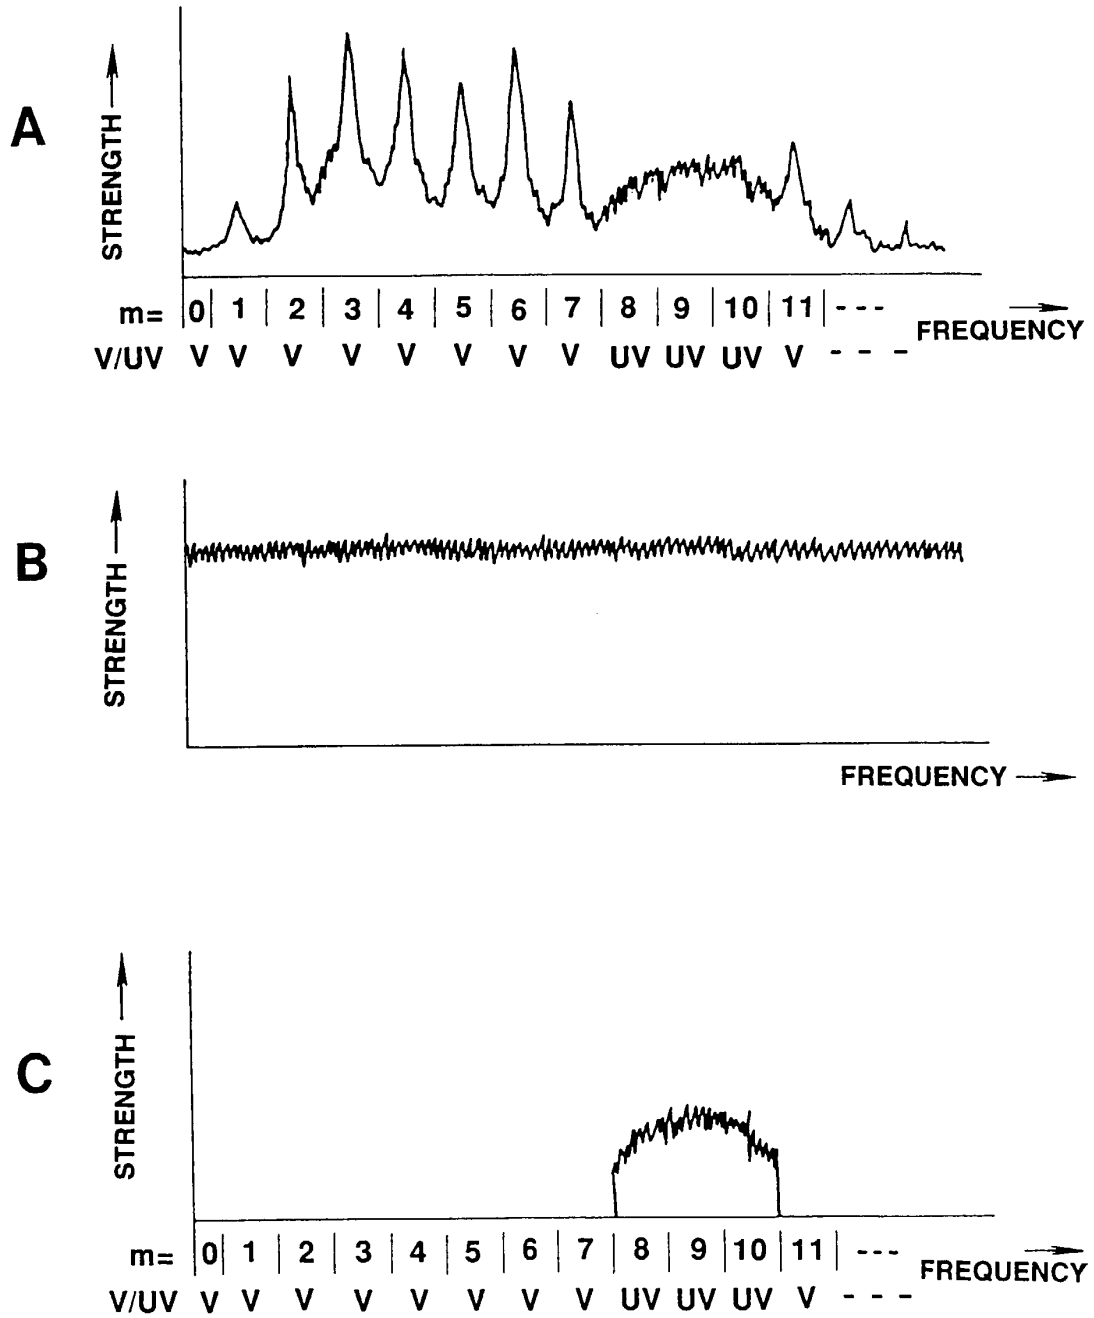 A
STRENGTH
m= 0 1 2 3 4 5 6 7 8 9 10 11 ---
FREQUENCY
V/UV V V V V V V V V UV UV UV V - - -
B
STRENGTH
FREQUENCY
C
STRENGTH
m= 0 1 2 3 4 5 6 7 8 9 10 11 ---
FREQUENCY
V/UV V V V V V V V V UV UV UV V - - -